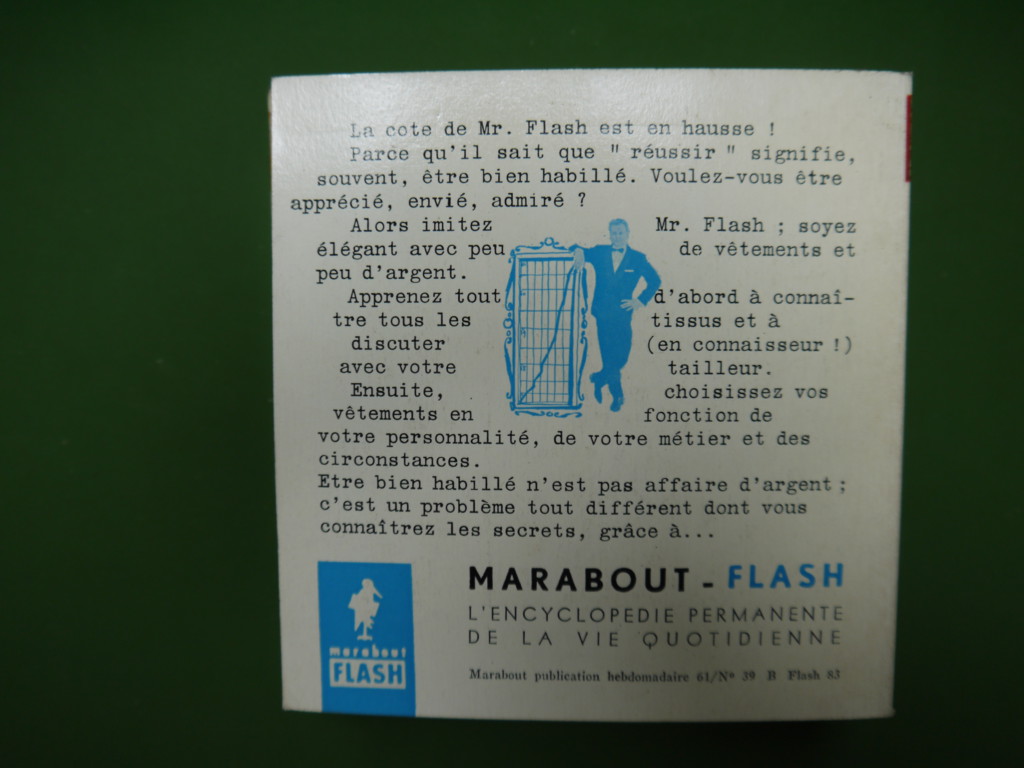 La cote de Mr. Flash est en hausse !
Parce qu'il sait que " réussir " signifie,
souvent, être bien habillé. Voulez-vous être
apprécié, envié, admiré ?
Alors imitez Mr. Flash ; soyez
élégant avec peu de vêtements et
peu d'argent.
Apprenez tout d'abord à connaî-
tre tous les tissus et à
discuter (en connaisseur !)
avec votre tailleur.
Ensuite, choisissez vos
vêtements en fonction de
votre personnalité, de votre métier et des
circonstances.
Etre bien habillé n'est pas affaire d'argent ;
c'est un problème tout différent dont vous
connaîtrez les secrets, grâce à...
MARABOUT - FLASH
L'ENCYCLOPEDIE PERMANENTE
DE LA VIE QUOTIDIENNE
Marabout publication hebdomadaire 61/N° 39 B Flash 83
marabout
FLASH